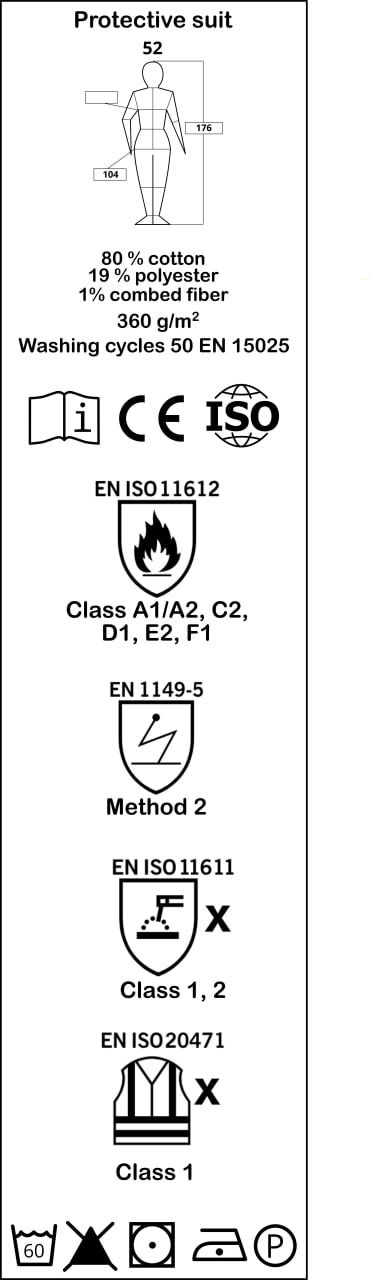 Protective suit
52
176
104
80 % cotton
19 % polyester
1% combed fiber
360 g/m²
Washing cycles 50 EN 15025
i CE ISO
EN ISO 11612
Class A1/A2, C2,
D1, E2, F1
EN 1149-5
Method 2
EN ISO 11611
X
Class 1, 2
EN ISO 20471
X
Class 1
60 P